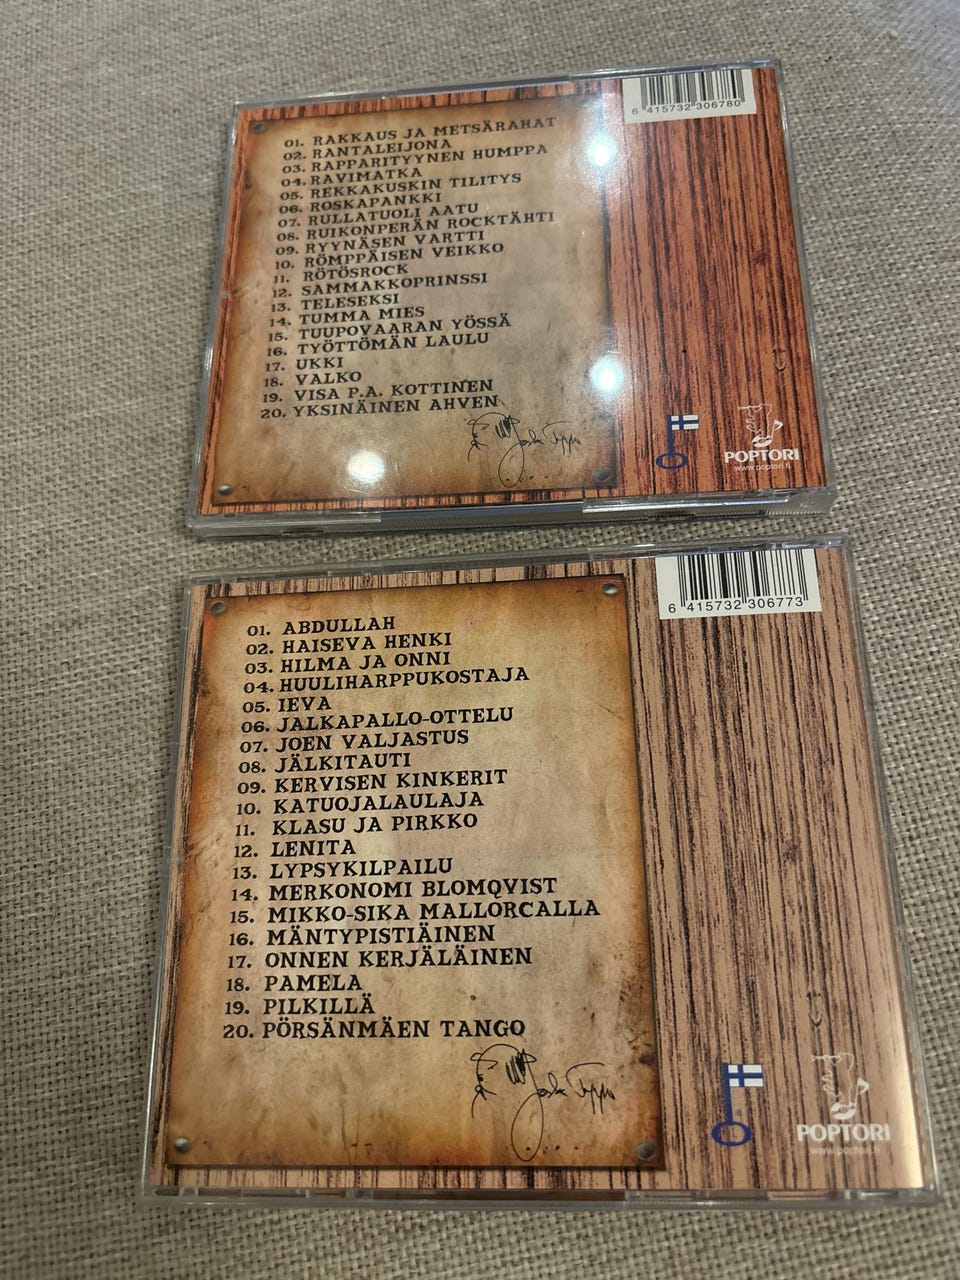 6 415732 306780
01. RAKKAUS JA METSÄRAHAT
02. RANTALEIJONA
03. RAPPARITYYNEN HUMPPA
04. RAVIMATKA
05. REKKAKUSKIN TILITYS
06. ROSKAPANKKI
07. RULLATUOLI AATU
08. RUIKONPERÄN ROCKTÄHTI
09. RYYNÄSEN VARTTI
10. RÖMPPÄISEN VEIKKO
11. RÖTÖSROCK
12. SAMMAKKOPRINSSI
13. TELESEKSI
14. TUMMA MIES
15. TUUPOVAARAN YÖSSÄ
16. TYÖTTÖMÄN LAULU
17. UKKI
18. VALKO
19. VISA P.A. KOTTINEN
20. YKSINÄINEN AHVEN
POPTORI
www.poptori.fi
6 415732 306773
01. ABDULLAH
02. HAISEVA HENKI
03. HILMA JA ONNI
04. HUULIHARPPUKOSTAJA
05. IEVA
06. JALKAPALLO-OTTELU
07. JOEN VALJASTUS
08. JÄLKITAUTI
09. KERVISEN KINKERIT
10. KATUOJALAULAJA
11. KLASU JA PIRKKO
12. LENITA
13. LYPSYKILPAILU
14. MERKONOMI BLOMQVIST
15. MIKKO-SIKA MALLORCALLA
16. MÄNTYPISTIÄINEN
17. ONNEN KERJÄLÄINEN
18. PAMELA
19. PILKILLÄ
20. PÖRSÄNMÄEN TANGO
POPTORI
www.poptori.fi